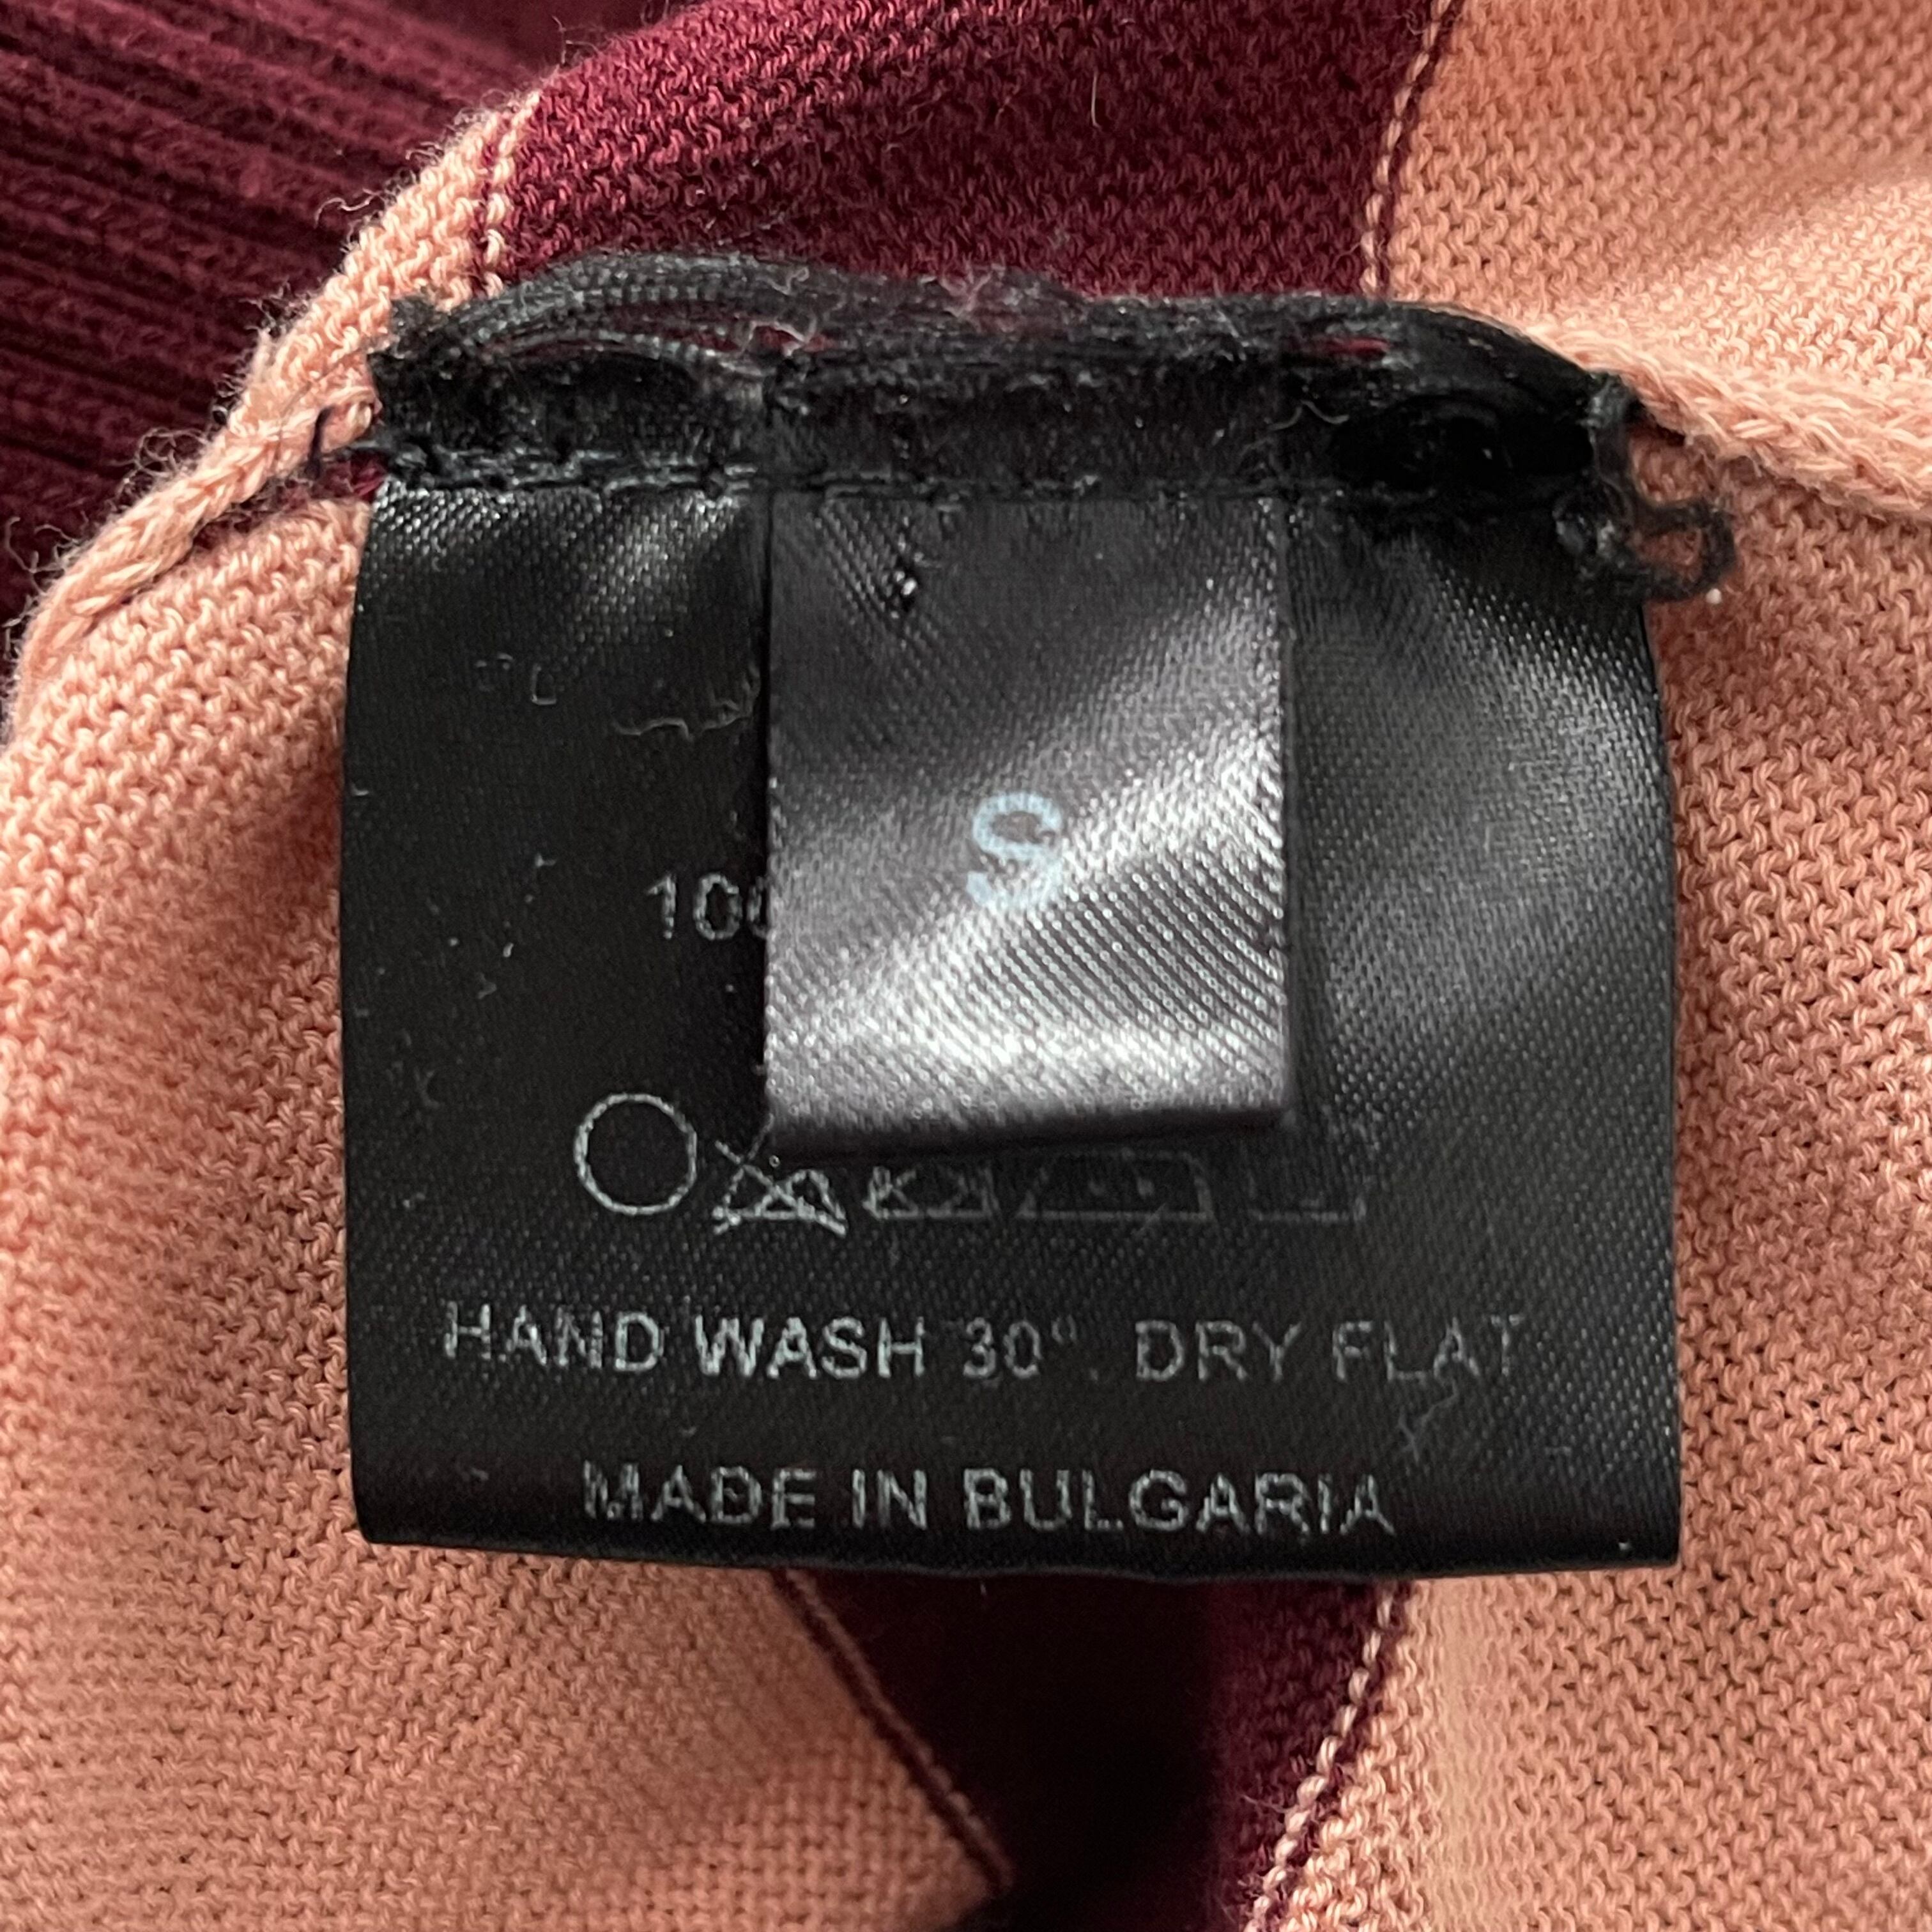 S
HAND WASH 30° . DRY FLAT
MADE IN BULGARIA